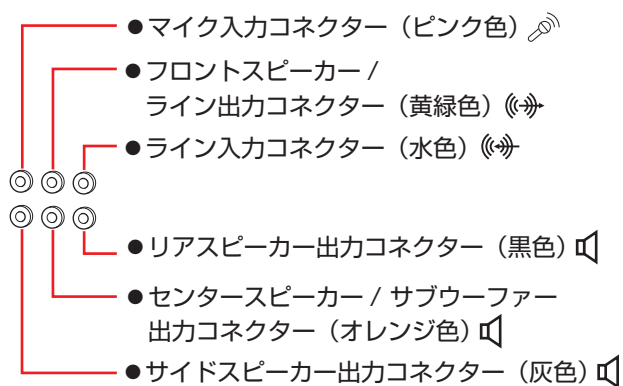 ●マイク入力コネクター（ピンク色）
●フロントスピーカー /
ライン出力コネクター（黄緑色）
●ライン入力コネクター（水色）
●リアスピーカー出力コネクター（黒色）
●センタースピーカー / サブウーファー
出力コネクター（オレンジ色）
●サイドスピーカー出力コネクター（灰色）